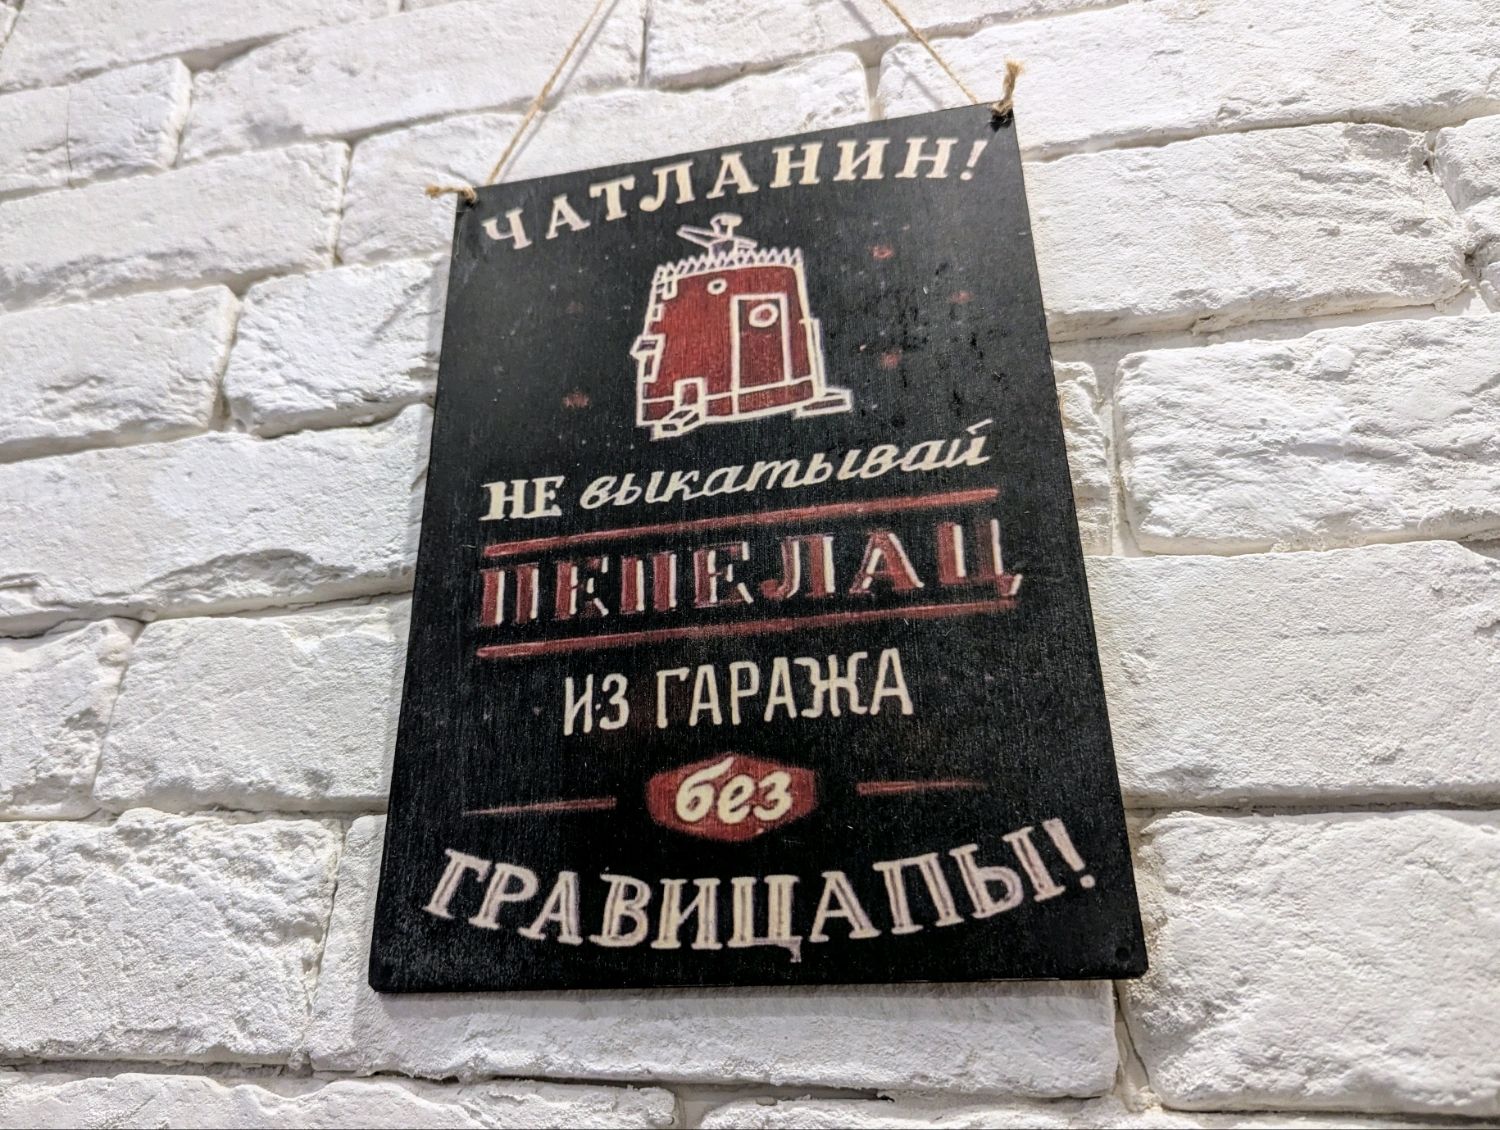 ЧАТЛАНИН!
НЕ выкатывай
ПЕПЕЛАЦ
ИЗ ГАРАЖА
без
ГРАВИЦАПЫ!